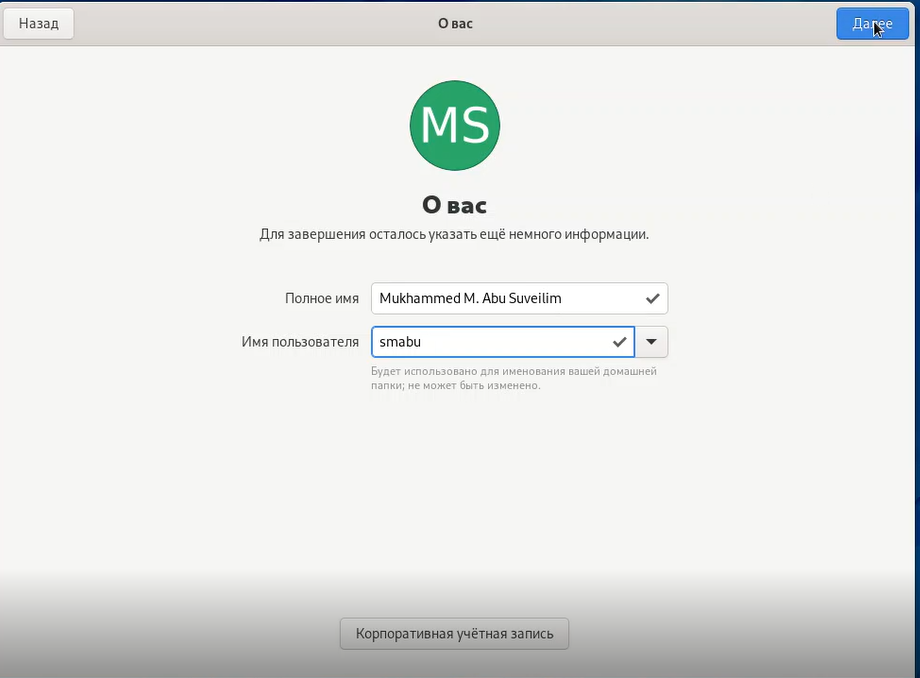 Назад
О вас
Далее
MS
О вас
Для завершения осталось указать ещё немного информации.
Полное имя
Mukhammed M. Abu Suveilim
Имя пользователя
smabu
Будет использовано для именования вашей домашней
папки; не может быть изменено.
Корпоративная учётная запись